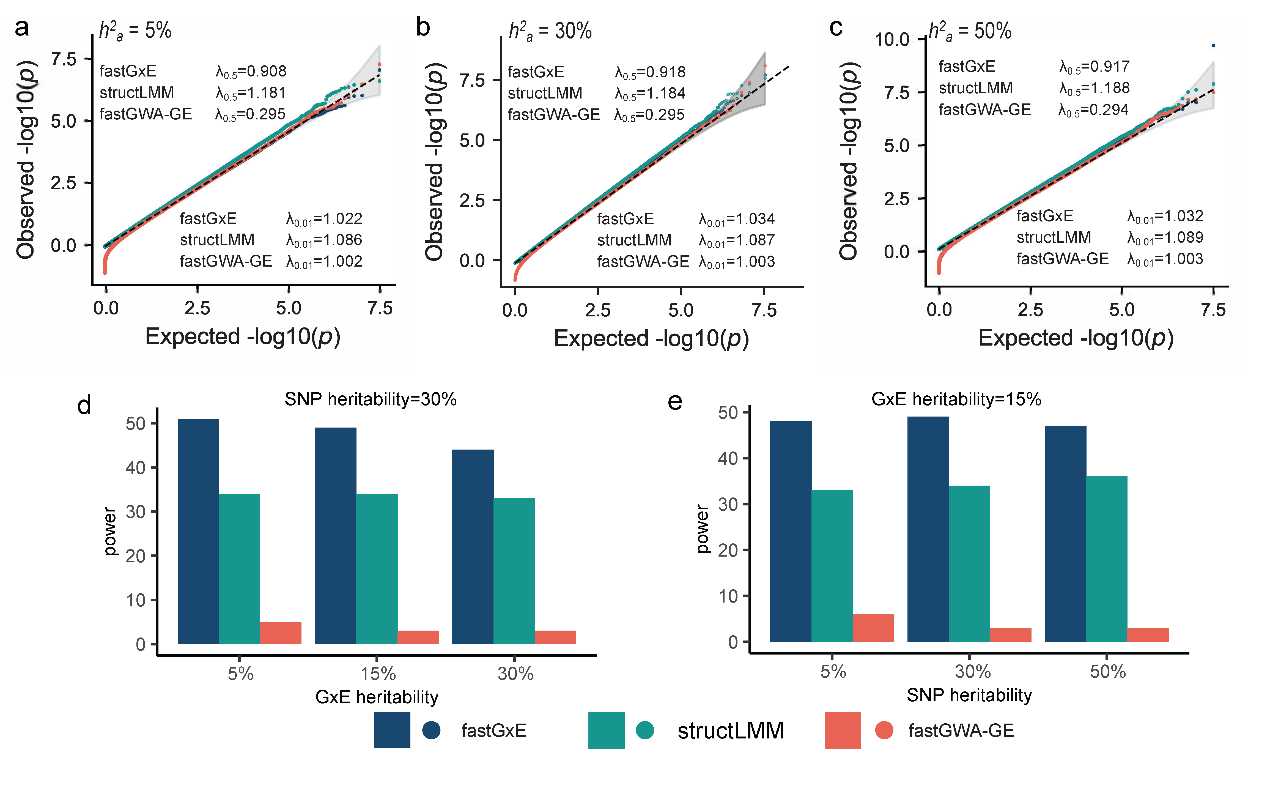 a
h²ₐ = 5%
fastGxE λ₀.₅=0.908
structLMM λ₀.₅=1.181
fastGWA-GE λ₀.₅=0.295
fastGxE λ₀.₀₁=1.022
structLMM λ₀.₀₁=1.086
fastGWA-GE λ₀.₀₁=1.002
Observed -log10(p)
7.5
5.0
2.5
0.0
0.0 2.5 5.0 7.5
Expected -log10(p)
b
h²ₐ = 30%
fastGxE λ₀.₅=0.918
structLMM λ₀.₅=1.184
fastGWA-GE λ₀.₅=0.295
fastGxE λ₀.₀₁=1.034
structLMM λ₀.₀₁=1.087
fastGWA-GE λ₀.₀₁=1.003
Observed -log10(p)
7.5
5.0
2.5
0.0
0.0 2.5 5.0 7.5
Expected -log10(p)
c
h²ₐ = 50%
fastGxE λ₀.₅=0.917
structLMM λ₀.₅=1.188
fastGWA-GE λ₀.₅=0.294
fastGxE λ₀.₀₁=1.032
structLMM λ₀.₀₁=1.089
fastGWA-GE λ₀.₀₁=1.003
Observed -log10(p)
10.0
7.5
5.0
2.5
0.0
0.0 2.5 5.0 7.5
Expected -log10(p)
d
SNP heritability=30%
power
50
40
30
20
10
0
5% 15% 30%
GxE heritability
e
GxE heritability=15%
power
50
40
30
20
10
0
5% 30% 50%
SNP heritability
fastGxE structLMM fastGWA-GE